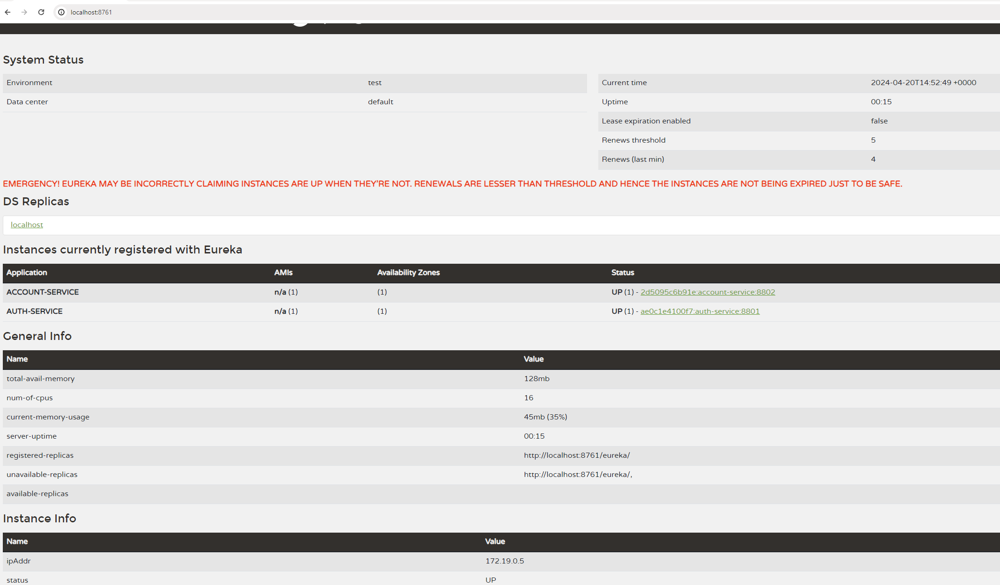 localhost:8761
System Status
Environment test
Data center default
Current time 2024-04-20T14:52:49 +0000
Uptime 00:15
Lease expiration enabled false
Renews threshold 5
Renews (last min) 4
EMERGENCY! EUREKA MAY BE INCORRECTLY CLAIMING INSTANCES ARE UP WHEN THEY'RE NOT. RENEWALS ARE LESSER THAN THRESHOLD AND HENCE THE INSTANCES ARE NOT BEING EXPIRED JUST TO BE SAFE.
DS Replicas
localhost
Instances currently registered with Eureka
Application AMIs Availability Zones Status
ACCOUNT-SERVICE n/a (1) (1) UP (1) - 2d5095c6b91e:account-service:8802
AUTH-SERVICE n/a (1) (1) UP (1) - ae0c1e4100f7:auth-service:8801
General Info
Name Value
total-avail-memory 128mb
num-of-cpus 16
current-memory-usage 45mb (35%)
server-uptime 00:15
registered-replicas http://localhost:8761/eureka/
unavailable-replicas http://localhost:8761/eureka/,
available-replicas
Instance Info
Name Value
ipAddr 172.19.0.5
status UP